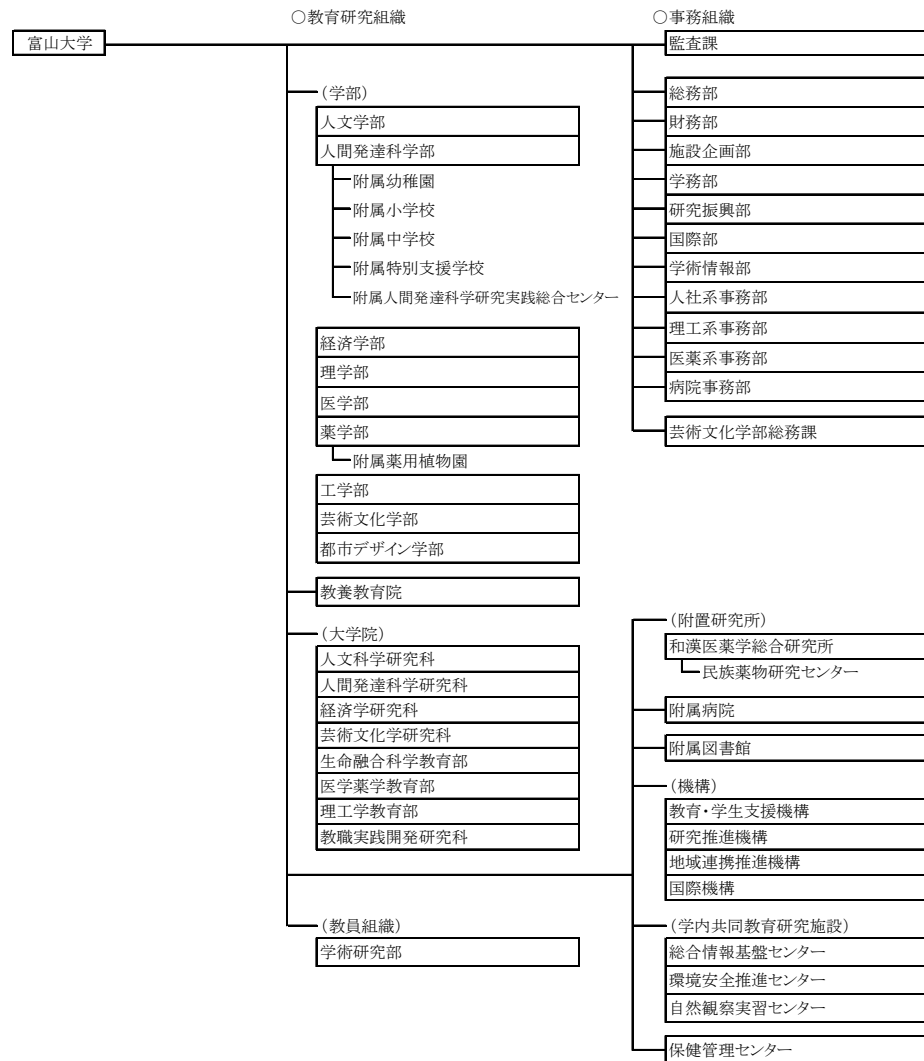 ○教育研究組織
○事務組織
富山大学
監査課
(学部)
人文学部
人間発達科学部
附属幼稚園
附属小学校
附属中学校
附属特別支援学校
附属人間発達科学研究実践総合センター
経済学部
理学部
医学部
薬学部
附属薬用植物園
工学部
芸術文化学部
都市デザイン学部
教養教育院
(大学院)
人文科学研究科
人間発達科学研究科
経済学研究科
芸術文化学研究科
生命融合科学教育部
医学薬学教育部
理工学教育部
教職実践開発研究科
(教員組織)
学術研究部
総務部
財務部
施設企画部
学務部
研究振興部
国際部
学術情報部
人社系事務部
理工系事務部
医薬系事務部
病院事務部
芸術文化学部総務課
(附置研究所)
和漢医薬学総合研究所
民族薬物研究センター
附属病院
附属図書館
(機構)
教育・学生支援機構
研究推進機構
地域連携推進機構
国際機構
(学内共同教育研究施設)
総合情報基盤センター
環境安全推進センター
自然観察実習センター
保健管理センター